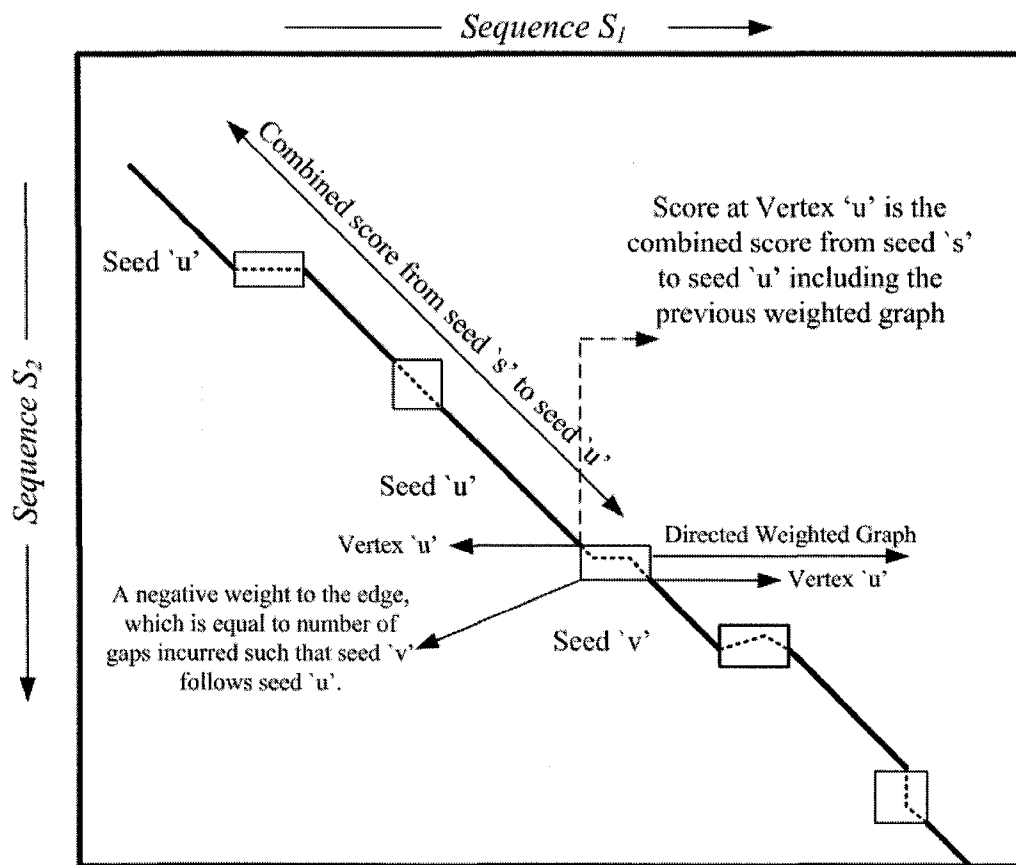 Sequence S1
Sequence S2
Combined score from seed `s' to seed `u'
Score at Vertex ‘u’ is the
combined score from seed `s’
to seed `u’ including the
previous weighted graph
Seed `u’
Seed `u’
Vertex `u’
Directed Weighted Graph
Vertex `u’
A negative weight to the edge,
which is equal to number of
gaps incurred such that seed `v’
follows seed `u’.
Seed `v’